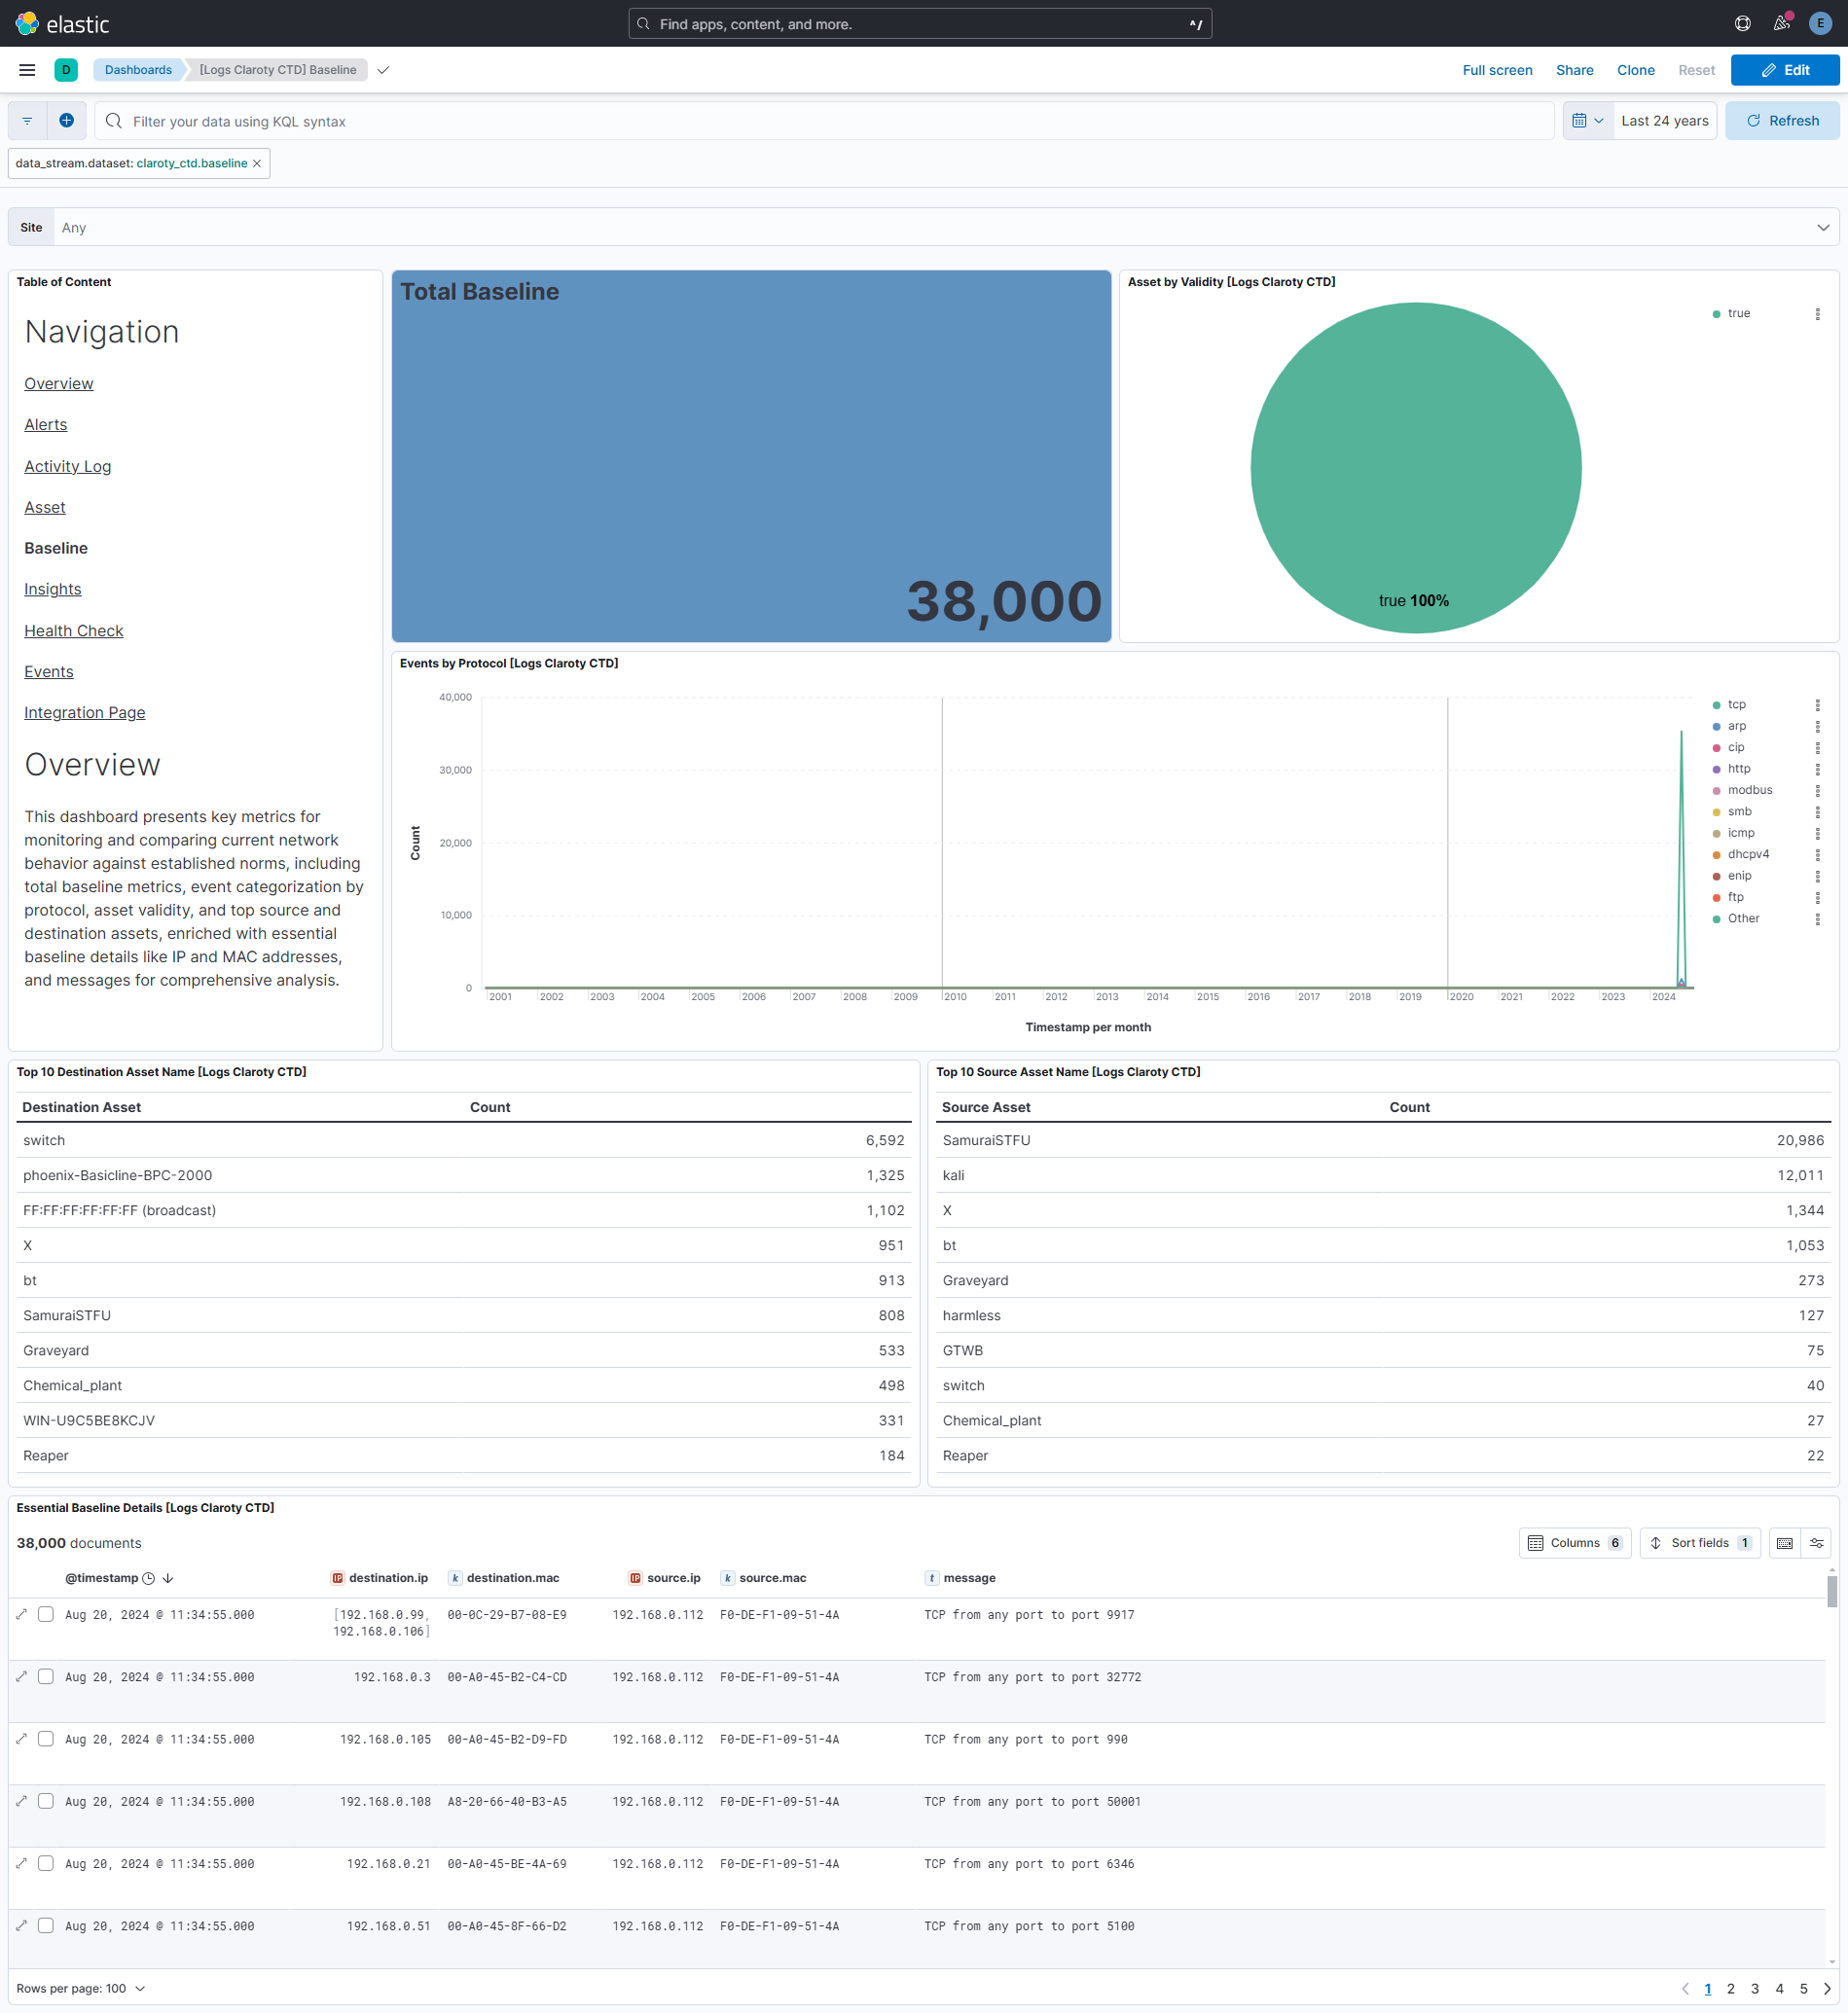 elastic
Find apps, content, and more.
^/
E
D
Dashboards
[Logs Claroty CTD] Baseline
Full screen
Share
Clone
Reset
Edit
Filter your data using KQL syntax
Last 24 years
Refresh
data_stream.dataset: claroty_ctd.baseline ×
Site
Any
Table of Content
Navigation
Overview
Alerts
Activity Log
Asset
Baseline
Insights
Health Check
Events
Integration Page
Overview
This dashboard presents key metrics for
monitoring and comparing current network
behavior against established norms, including
total baseline metrics, event categorization by
protocol, asset validity, and top source and
destination assets, enriched with essential
baseline details like IP and MAC addresses,
and messages for comprehensive analysis.
Total Baseline
38,000
Asset by Validity [Logs Claroty CTD]
true
true 100%
Events by Protocol [Logs Claroty CTD]
40,000
30,000
20,000
10,000
0
Count
2001 2002 2003 2004 2005 2006 2007 2008 2009 2010 2011 2012 2013 2014 2015 2016 2017 2018 2019 2020 2021 2022 2023 2024
Timestamp per month
tcp
arp
cip
http
modbus
smb
icmp
dhcpv4
enip
ftp
Other
Top 10 Destination Asset Name [Logs Claroty CTD]
Destination Asset Count
switch 6,592
phoenix-Basicline-BPC-2000 1,325
FF:FF:FF:FF:FF:FF (broadcast) 1,102
X 951
bt 913
SamuraiSTFU 808
Graveyard 533
Chemical_plant 498
WIN-U9C5BE8KCJV 331
Reaper 184
Top 10 Source Asset Name [Logs Claroty CTD]
Source Asset Count
SamuraiSTFU 20,986
kali 12,011
X 1,344
bt 1,053
Graveyard 273
harmless 127
GTWB 75
switch 40
Chemical_plant 27
Reaper 22
Essential Baseline Details [Logs Claroty CTD]
38,000 documents
Columns 6
Sort fields 1
@timestamp IP destination.ip k destination.mac IP source.ip k source.mac t message
Aug 20, 2024 @ 11:34:55.000 [192.168.0.99, 00-0C-29-B7-08-E9 192.168.0.112 F0-DE-F1-09-51-4A TCP from any port to port 9917
192.168.0.106]
Aug 20, 2024 @ 11:34:55.000 192.168.0.3 00-A0-45-B2-C4-CD 192.168.0.112 F0-DE-F1-09-51-4A TCP from any port to port 32772
Aug 20, 2024 @ 11:34:55.000 192.168.0.105 00-A0-45-B2-D9-FD 192.168.0.112 F0-DE-F1-09-51-4A TCP from any port to port 990
Aug 20, 2024 @ 11:34:55.000 192.168.0.108 A8-20-66-40-B3-A5 192.168.0.112 F0-DE-F1-09-51-4A TCP from any port to port 50001
Aug 20, 2024 @ 11:34:55.000 192.168.0.21 00-A0-45-BE-4A-69 192.168.0.112 F0-DE-F1-09-51-4A TCP from any port to port 6346
Aug 20, 2024 @ 11:34:55.000 192.168.0.51 00-A0-45-8F-66-D2 192.168.0.112 F0-DE-F1-09-51-4A TCP from any port to port 5100
Rows per page: 100
1 2 3 4 5